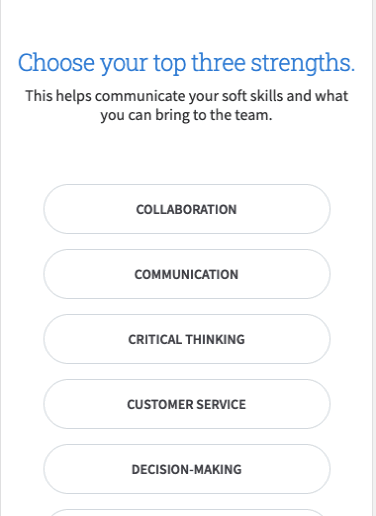 Choose your top three strengths.
This helps communicate your soft skills and what
you can bring to the team.
COLLABORATION
COMMUNICATION
CRITICAL THINKING
CUSTOMER SERVICE
DECISION-MAKING